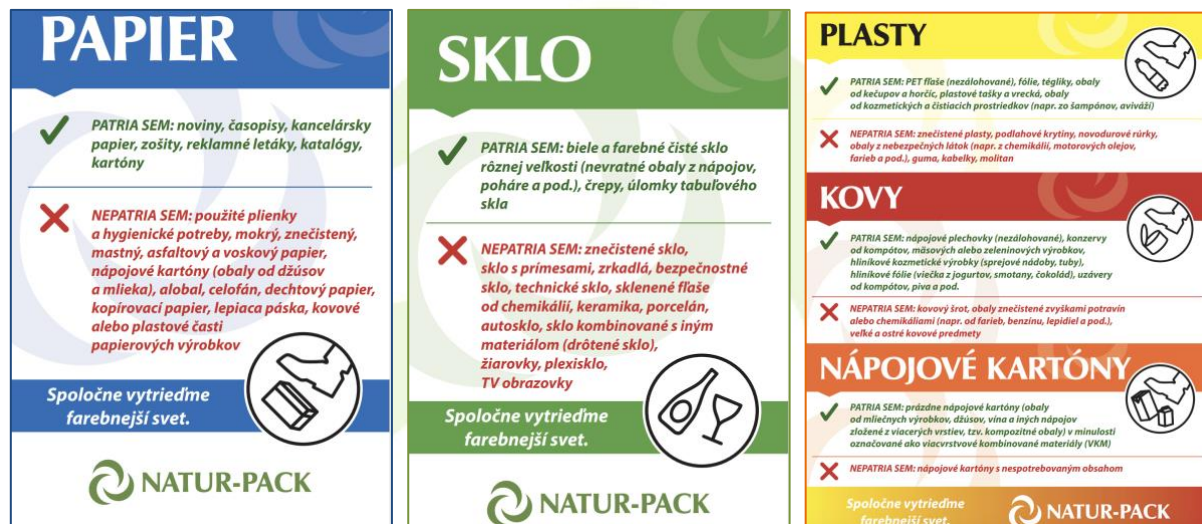 PAPIER
PATRIA SEM: noviny, časopisy, kancelársky
papier, zošity, reklamné letáky, katalógy,
kartóny
NEPATRIA SEM: použité plienky
a hygienické potreby, mokrý, znečistený,
mastný, asfaltový a voskový papier,
nápojové kartóny (obaly od džúsov
a mlieka), alobal, celofán, dechtový papier,
kopírovací papier, lepiaca páska, kovové
alebo plastové časti
papierových výrobkov
Spoločne vytrieďme
farebnejší svet.
NATUR-PACK
SKLO
PATRIA SEM: biele a farebné čisté sklo
rôznej veľkosti (nevratné obaly z nápojov,
poháre a pod.), črepy, úlomky tabuľového
skla
NEPATRIA SEM: znečistené sklo,
sklo s prímesami, zrkadlá, bezpečnostné
sklo, technické sklo, sklenené fľaše
od chemikálií, keramika, porcelán,
autosklo, sklo kombinované s iným
materiálom (drôtené sklo),
žiarovky, plexisklo,
TV obrazovky
Spoločne vytrieďme
farebnejší svet.
NATUR-PACK
PLASTY
PATRIA SEM: PET fľaše (nezálohované), fólie, tégliky, obaly
od kečupov a horčíc, plastové tašky a vrecká, obaly
od kozmetických a čistiacich prostriedkov (napr. zo šampónov, aviváží)
NEPATRIA SEM: znečistené plasty, podlahové krytiny, novodurové rúrky,
obaly z nebezpečných látok (napr. z chemikálií, motorových olejov,
farieb a pod.), guma, kabelky, molitan
KOVY
PATRIA SEM: nápojové plechovky (nezálohované), konzervy
od kompótov, mäsových alebo zeleninových výrobkov,
hliníkové kozmetické výrobky (sprejové nádoby, tuby),
hliníkové fólie (viečka z jogurtov, smotany, čokolád), uzávery
od kompótov, piva a pod.
NEPATRIA SEM: kovový šrot, obaly znečistené zvyškami potravín
alebo chemikáliami (napr. od farieb, benzínu, lepidiel a pod.),
veľké a ostré kovové predmety
NÁPOJOVÉ KARTÓNY
PATRIA SEM: prázdne nápojové kartóny (obaly
od mliečnych výrobkov, džúsov, vína a iných nápojov
zložené z viacerých vrstiev, tzv. kompozitné obaly) v minulosti
označované ako viacvrstvové kombinované materiály (VKM)
NEPATRIA SEM: nápojové kartóny s nespotrebovaným obsahom
Spoločne vytrieďme
farebnejší svet.
NATUR-PACK